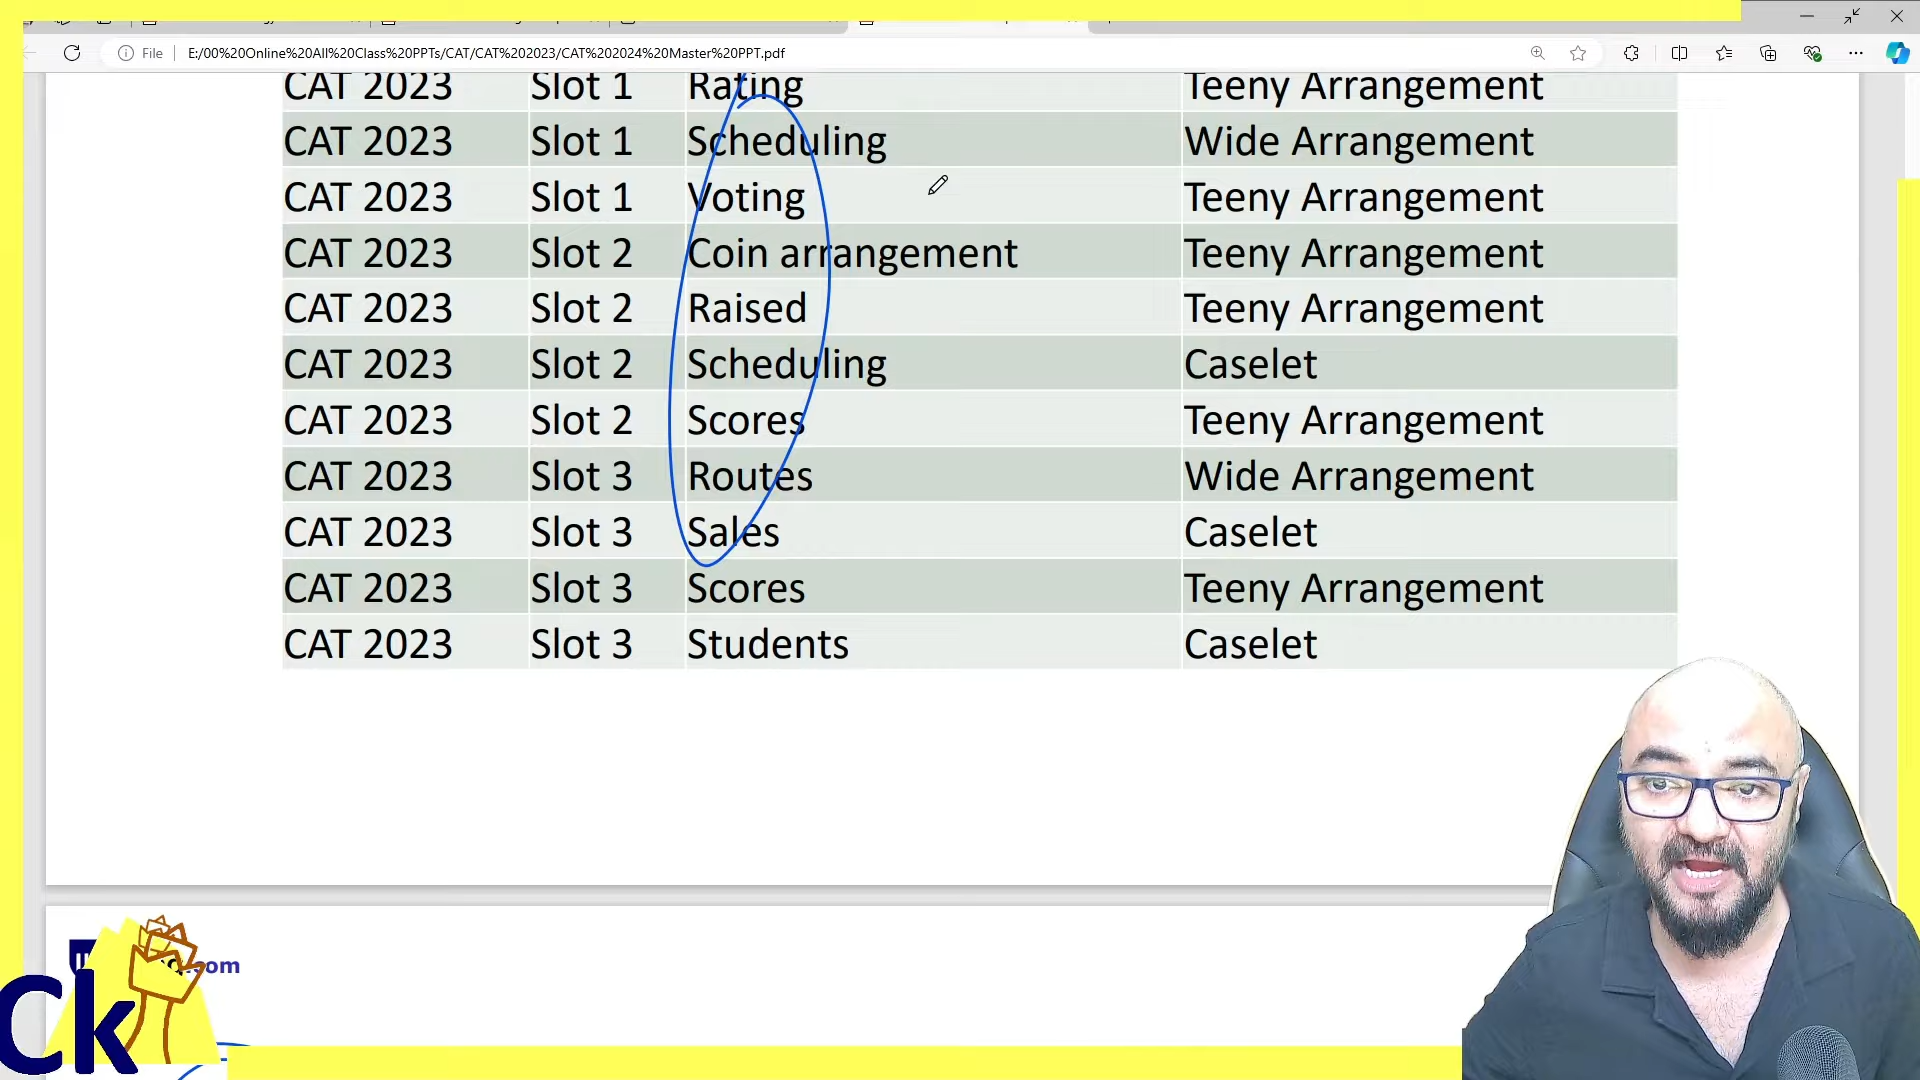 File E:/00%20Online%20All%20Class%20PPTs/CAT/CAT%202023/CAT%202024%20Master%20PPT.pdf
CAT 2023 Slot 1 Rating Teeny Arrangement
CAT 2023 Slot 1 Scheduling Wide Arrangement
CAT 2023 Slot 1 Voting Teeny Arrangement
CAT 2023 Slot 2 Coin arrangement Teeny Arrangement
CAT 2023 Slot 2 Raised Teeny Arrangement
CAT 2023 Slot 2 Scheduling Caselet
CAT 2023 Slot 2 Scores Teeny Arrangement
CAT 2023 Slot 3 Routes Wide Arrangement
CAT 2023 Slot 3 Sales Caselet
CAT 2023 Slot 3 Scores Teeny Arrangement
CAT 2023 Slot 3 Students Caselet
.com
Ck